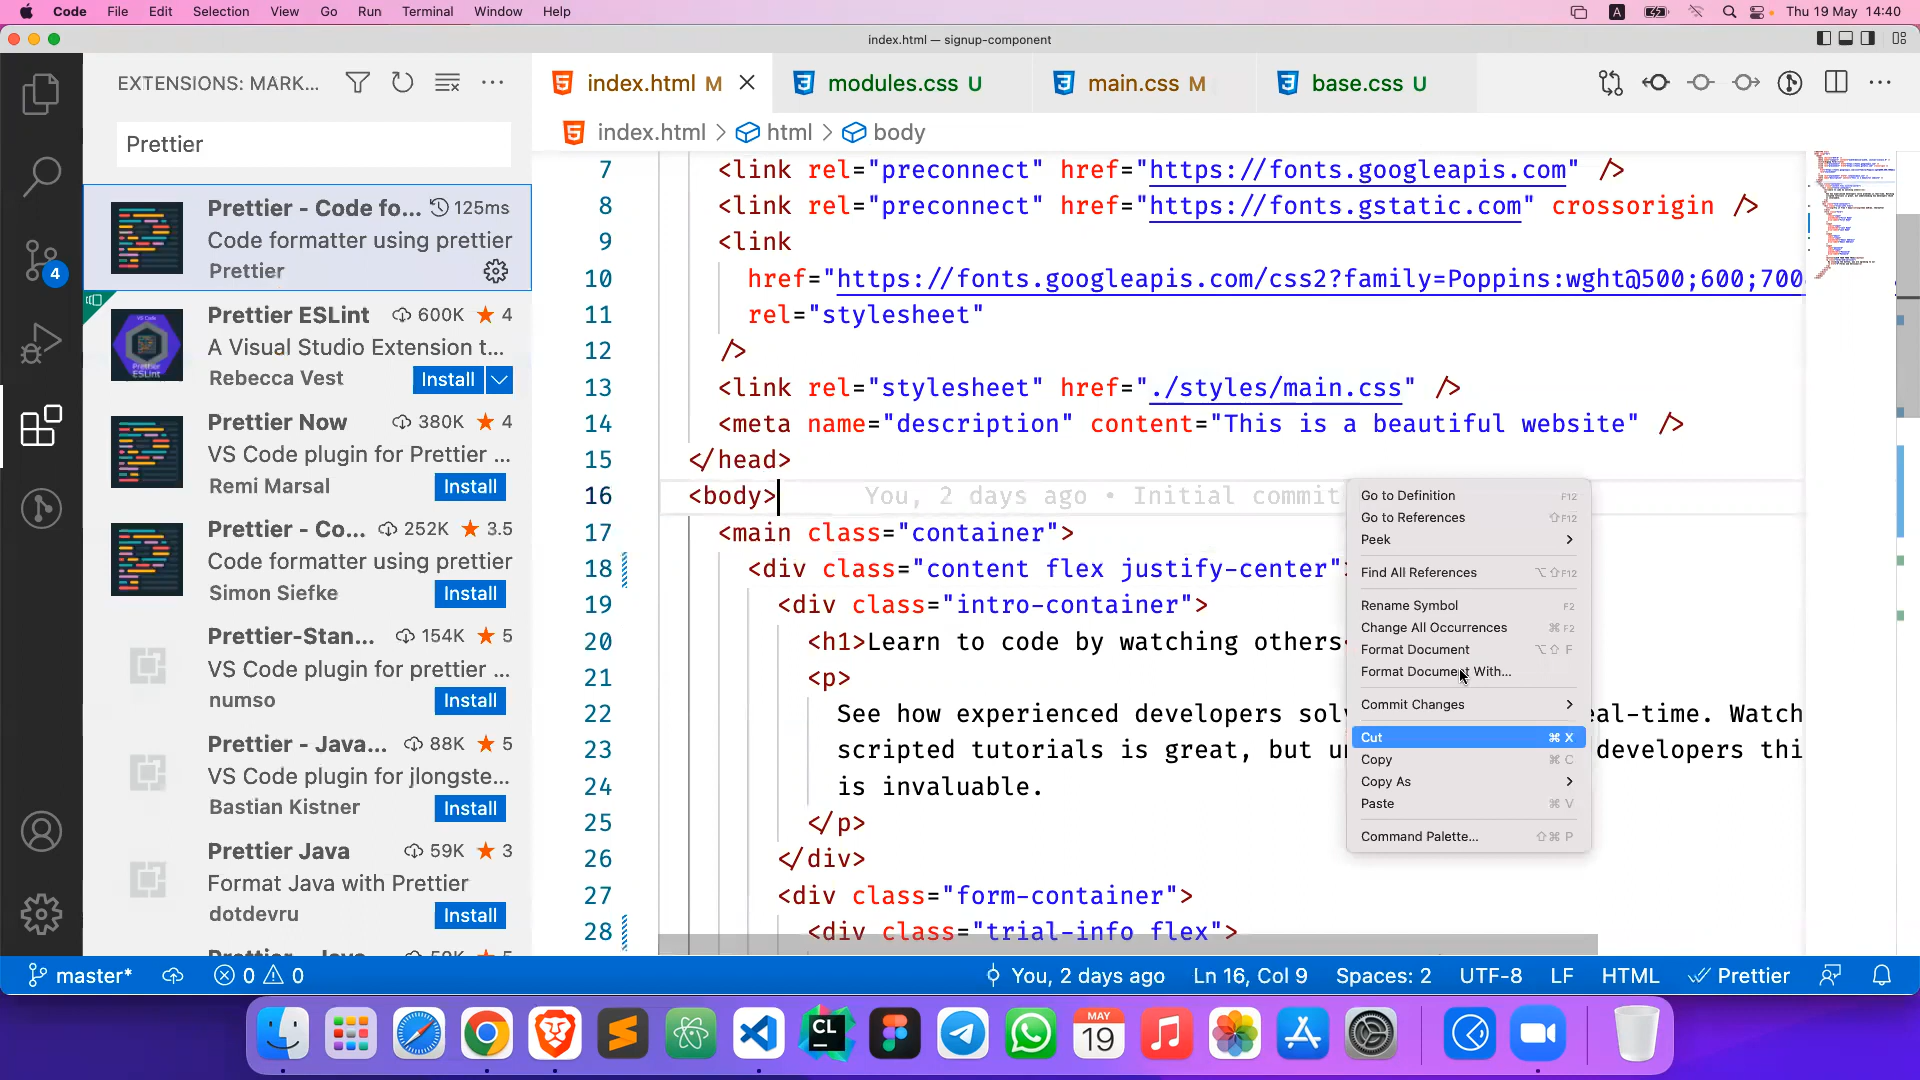 Code File Edit Selection View Go Run Terminal Window Help
A Thu 19 May 14:40
index.html — signup-component
EXTENSIONS: MARK...
Prettier
Prettier - Code fo... 125ms
Code formatter using prettier
Prettier
Prettier ESLint 600K 4
A Visual Studio Extension t...
Rebecca Vest Install
Prettier Now 380K 4
VS Code plugin for Prettier ...
Remi Marsal Install
Prettier - Co... 252K 3.5
Code formatter using prettier
Simon Siefke Install
Prettier-Stan... 154K 5
VS Code plugin for prettier ...
numso Install
Prettier - Java... 88K 5
VS Code plugin for jlongste...
Bastian Kistner Install
Prettier Java 59K 3
Format Java with Prettier
dotdevru Install
4
index.html M modules.css U main.css M base.css U
index.html > html > body
7 <link rel="preconnect" href="https://fonts.googleapis.com" />
8 <link rel="preconnect" href="https://fonts.gstatic.com" crossorigin />
9 <link
10 href="https://fonts.googleapis.com/css2?family=Poppins:wght@500;600;700
11 rel="stylesheet"
12 />
13 <link rel="stylesheet" href="./styles/main.css" />
14 <meta name="description" content="This is a beautiful website" />
15 </head>
16 <body> You, 2 days ago • Initial commit
17 <main class="container">
18 <div class="content flex justify-center"
19 <div class="intro-container">
20 <h1>Learn to code by watching others
21 <p>
22 See how experienced developers sol eal-time. Watch
23 scripted tutorials is great, but u developers thi
24 is invaluable.
25 </p>
26 </div>
27 <div class="form-container">
28 <div class="trial-info flex">
Go to Definition F12
Go to References ⇧F12
Peek >
Find All References ⌥⇧F12
Rename Symbol F2
Change All Occurrences ⌘F2
Format Document ⌥⇧ F
Format Document With...
Commit Changes >
Cut ⌘ X
Copy ⌘ C
Copy As >
Paste ⌘ V
Command Palette... ⇧⌘ P
master* 0 0 You, 2 days ago Ln 16, Col 9 Spaces: 2 UTF-8 LF HTML Prettier
CL
MAY
19